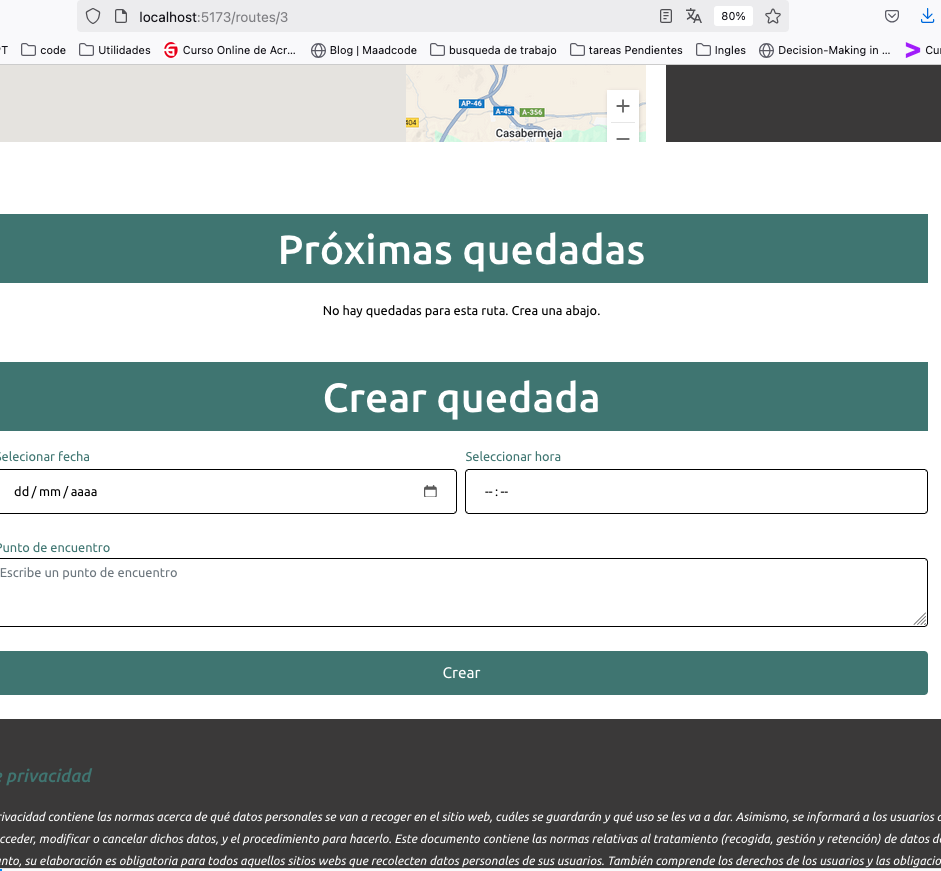 localhost:5173/routes/3 80%
PT code Utilidades Curso Online de Acr... Blog | Maadcode busqueda de trabajo tareas Pendientes Ingles Decision-Making in ... Cu
AP-46
A-45 A-356
404
Casabermeja
+
−
Próximas quedadas
No hay quedadas para esta ruta. Crea una abajo.
Crear quedada
Selecionar fecha Seleccionar hora
dd / mm / aaaa -- : --
Punto de encuentro
Escribe un punto de encuentro
Crear
e privacidad
rivacidad contiene las normas acerca de qué datos personales se van a recoger en el sitio web, cuáles se guardarán y qué uso se les va a dar. Asimismo, se informará a los usuarios
cceder, modificar o cancelar dichos datos, y el procedimiento para hacerlo. Este documento contiene las normas relativas al tratamiento (recogida, gestión y retención) de datos de
nto, su elaboración es obligatoria para todos aquellos sitios webs que recolecten datos personales de sus usuarios. También comprende los derechos de los usuarios y las obligacio